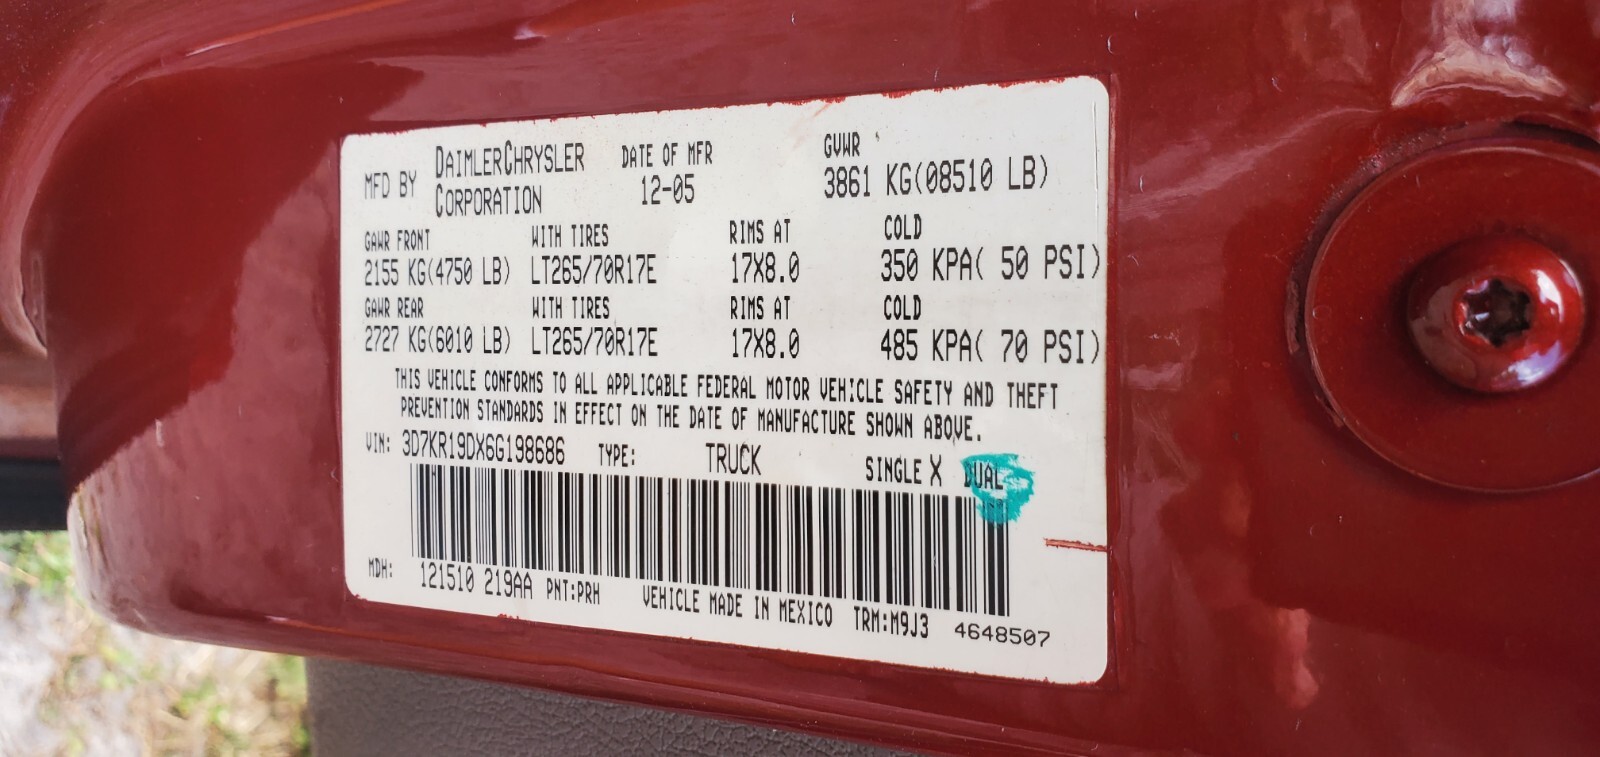 MFD BY DAIMLERCHRYSLER CORPORATION DATE OF MFR 12-05 GVWR 3861 KG(08510 LB)
GAWR FRONT WITH TIRES RIMS AT COLD
2155 KG(4750 LB) LT265/70R17E 17X8.0 350 KPA( 50 PSI)
GAWR REAR WITH TIRES RIMS AT COLD
2727 KG(6010 LB) LT265/70R17E 17X8.0 485 KPA( 70 PSI)
THIS VEHICLE CONFORMS TO ALL APPLICABLE FEDERAL MOTOR VEHICLE SAFETY AND THEFT
PREVENTION STANDARDS IN EFFECT ON THE DATE OF MANUFACTURE SHOWN ABOVE.
VIN: 3D7KR19DX6G198686 TYPE: TRUCK SINGLE X DUAL
MDH: 121510 219AA PNT:PRH VEHICLE MADE IN MEXICO TRM:M9J3 4648507